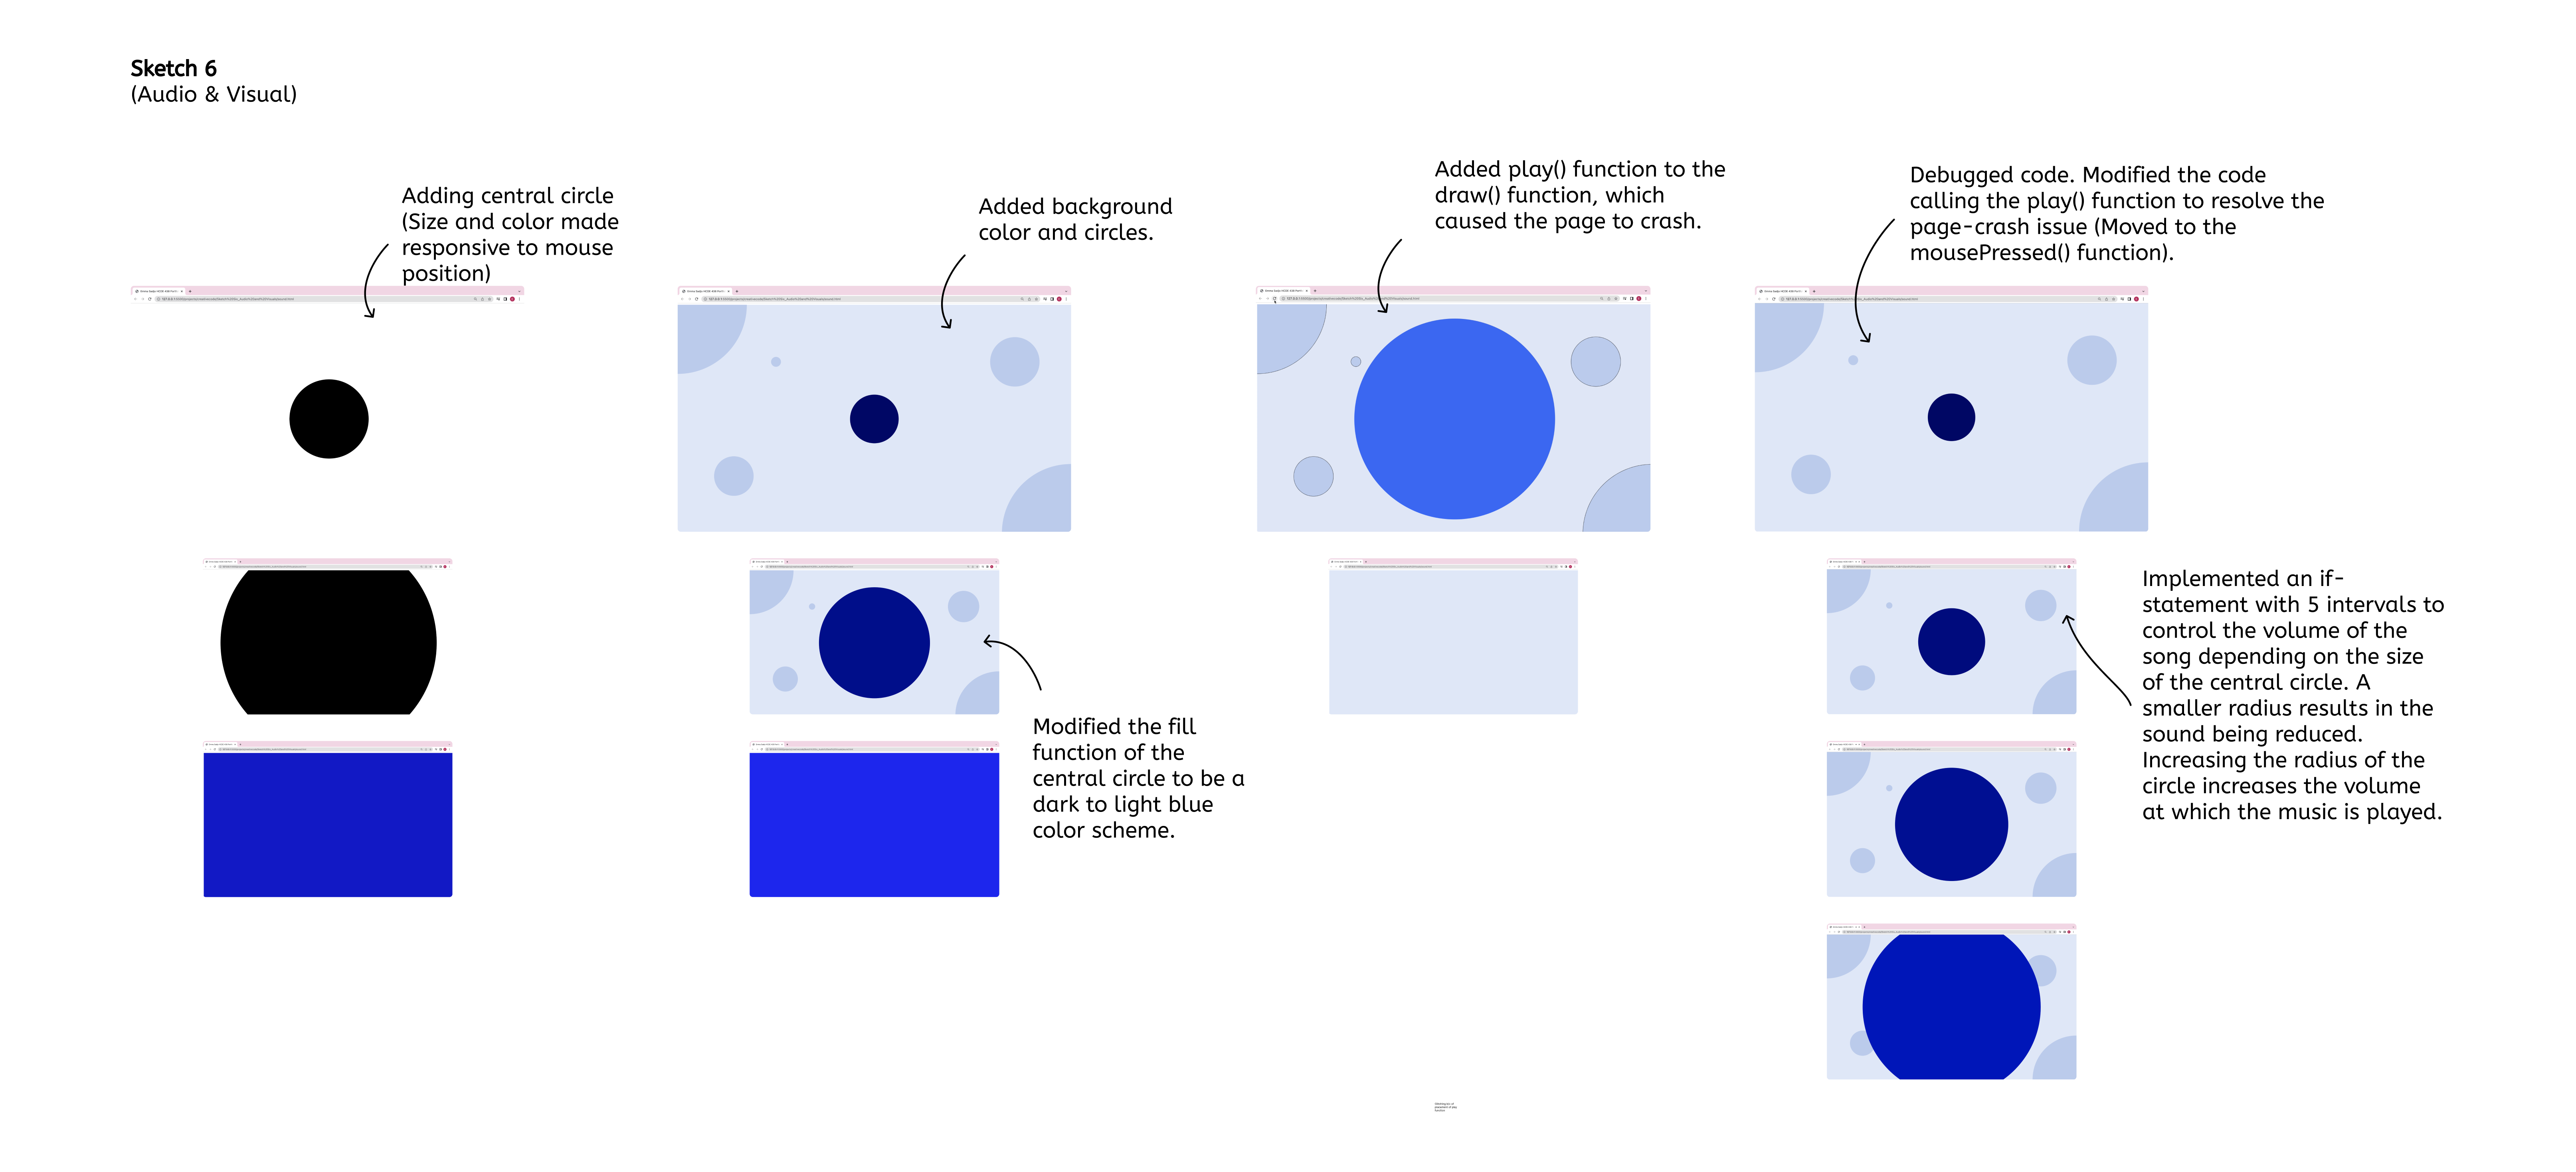 Sketch 6
(Audio & Visual)
Adding central circle
(Size and color made
responsive to mouse
position)
Added background
color and circles.
Added play() function to the
draw() function, which
caused the page to crash.
Debugged code. Modified the code
calling the play() function to resolve the
page-crash issue (Moved to the
mousePressed() function).
Modified the fill
function of the
central circle to be a
dark to light blue
color scheme.
Implemented an if-
statement with 5 intervals to
control the volume of the
song depending on the size
of the central circle. A
smaller radius results in the
sound being reduced.
Increasing the radius of the
circle increases the volume
at which the music is played.